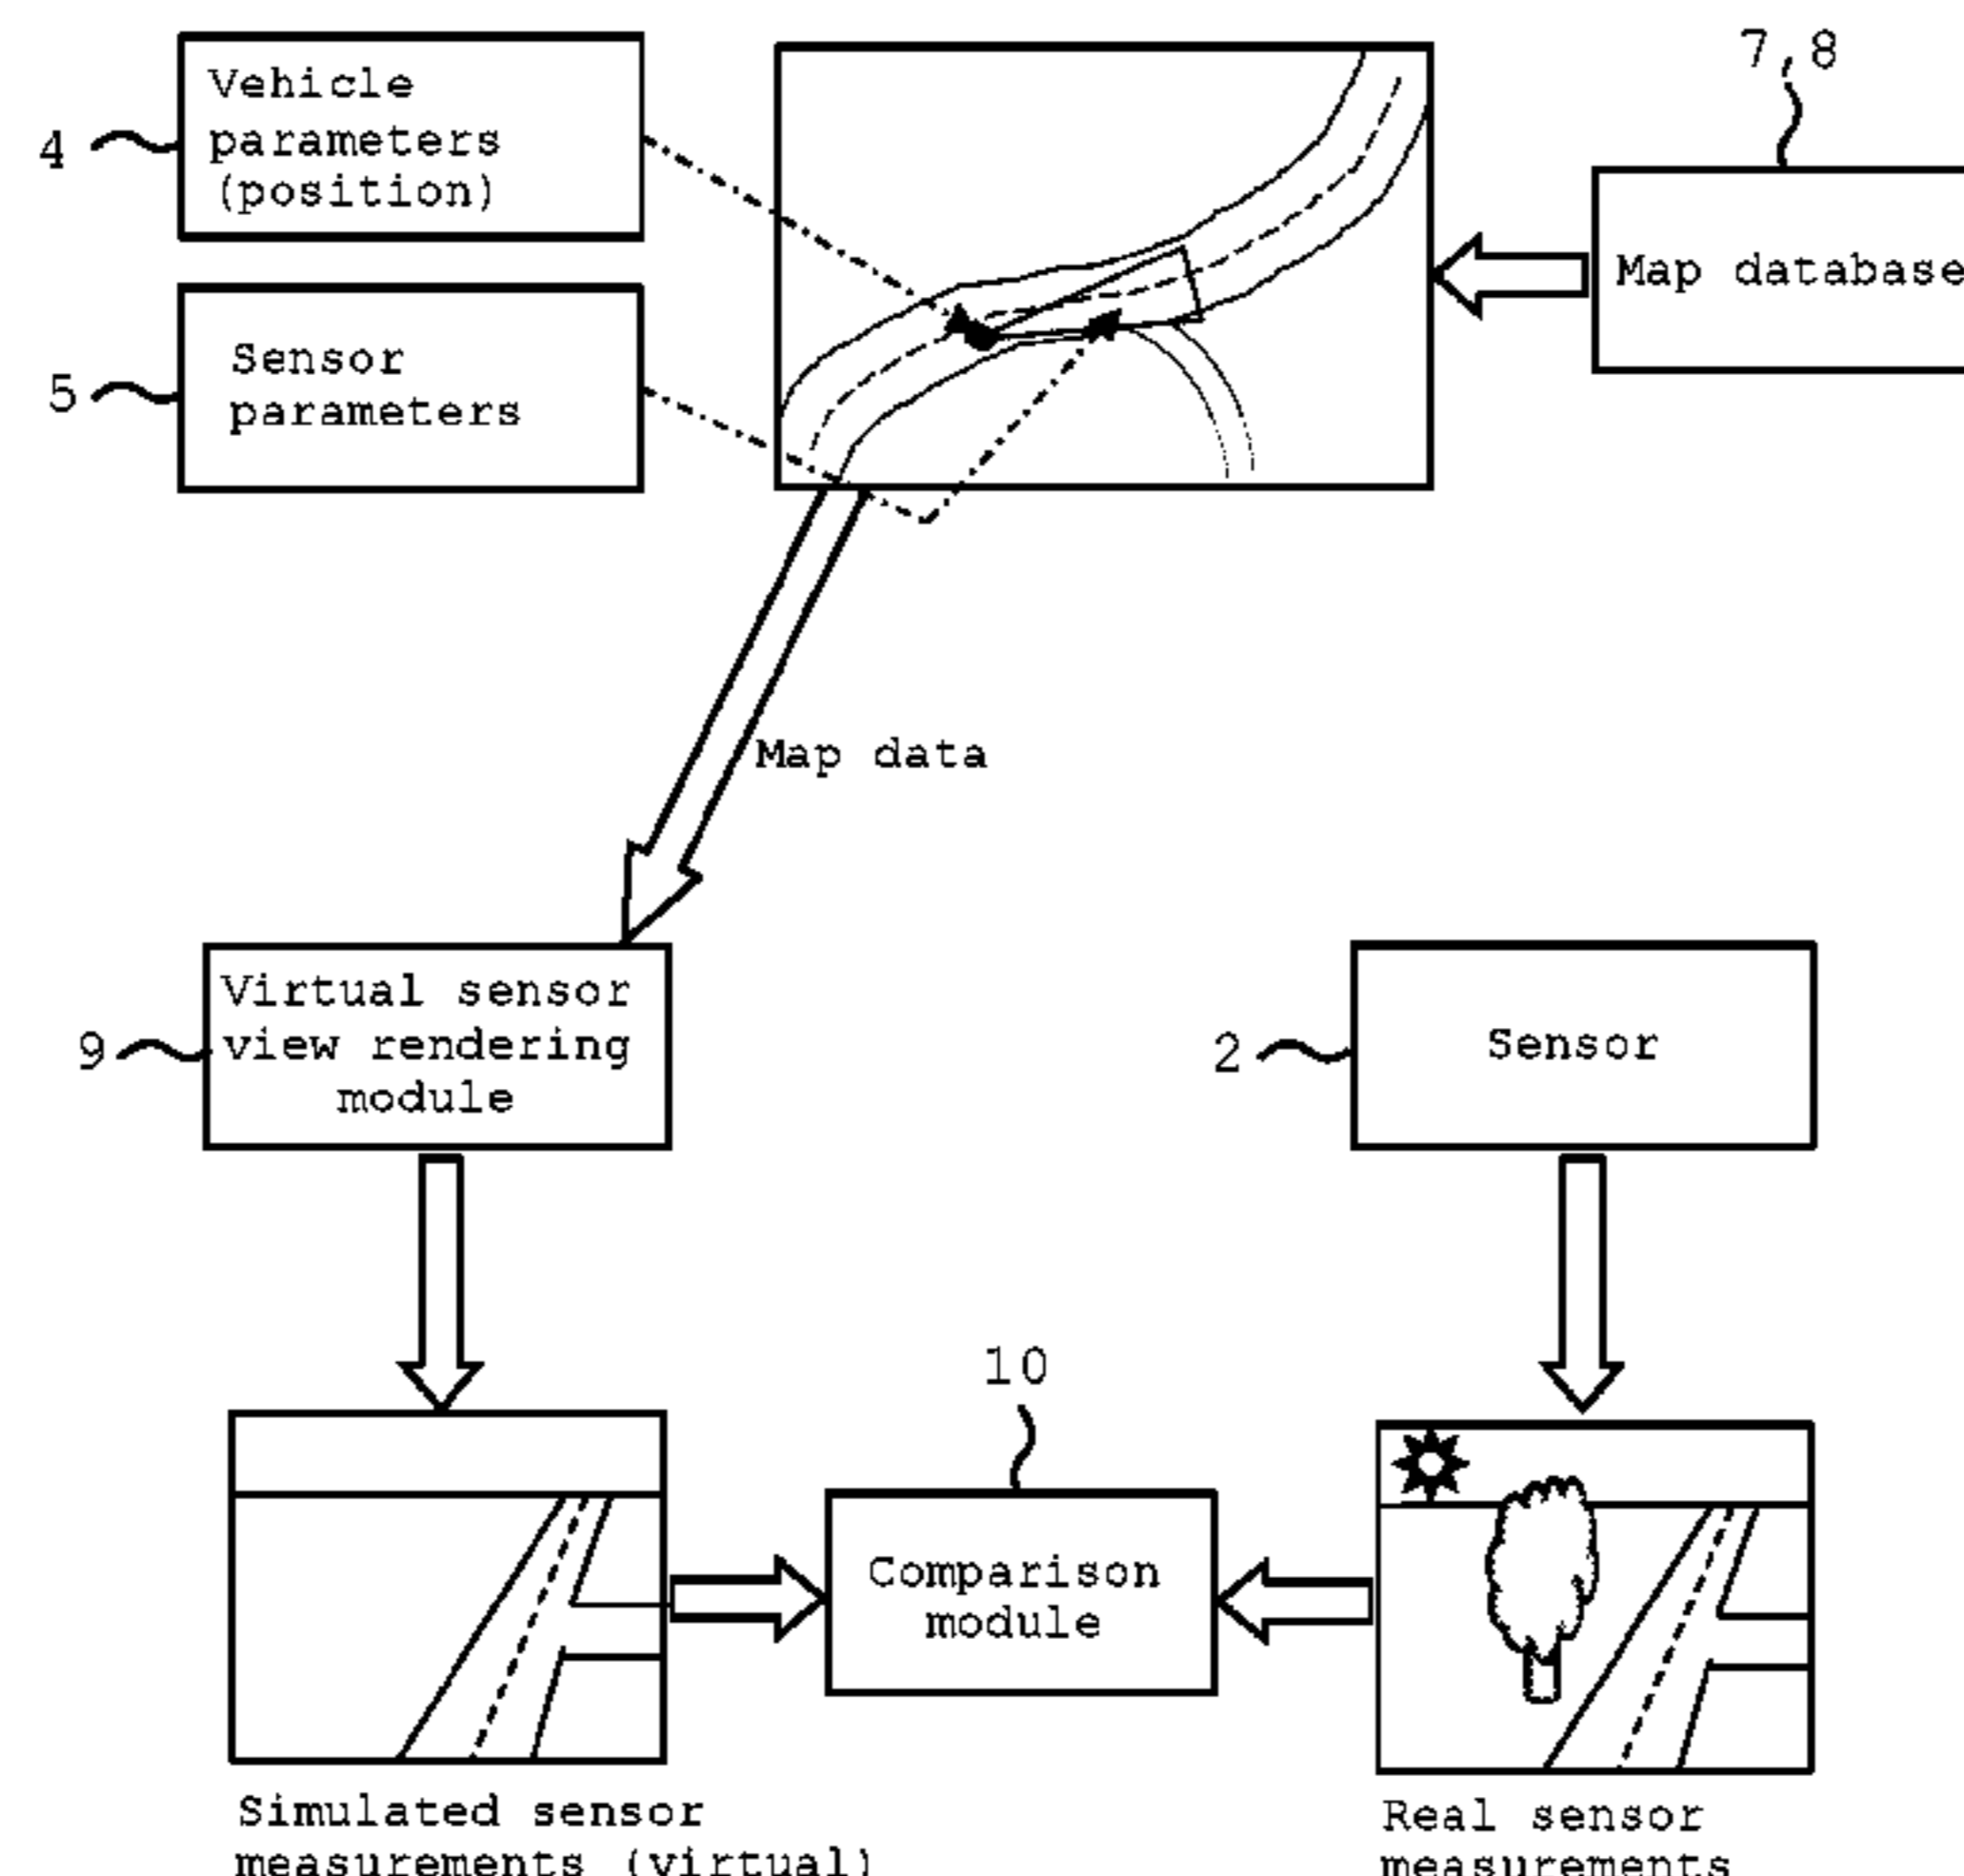 7,8
Vehicle
parameters
(position)
4
Map database
Sensor
parameters
5
Map data
Virtual sensor
view rendering
module
9
Sensor
2
10
Comparison
module
Simulated sensor
measurements (virtual)
Real sensor
measurements